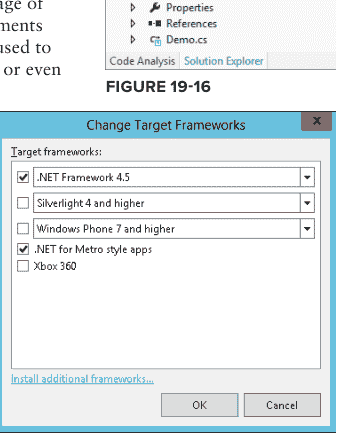 age of
ments
used to
or even
Properties
References
Demo.cs
Code Analysis Solution Explorer
FIGURE 19-16
Change Target Frameworks
x
Target frameworks:
.NET Framework 4.5
Silverlight 4 and higher
Windows Phone 7 and higher
.NET for Metro style apps
Xbox 360
Install additional frameworks...
OK Cancel